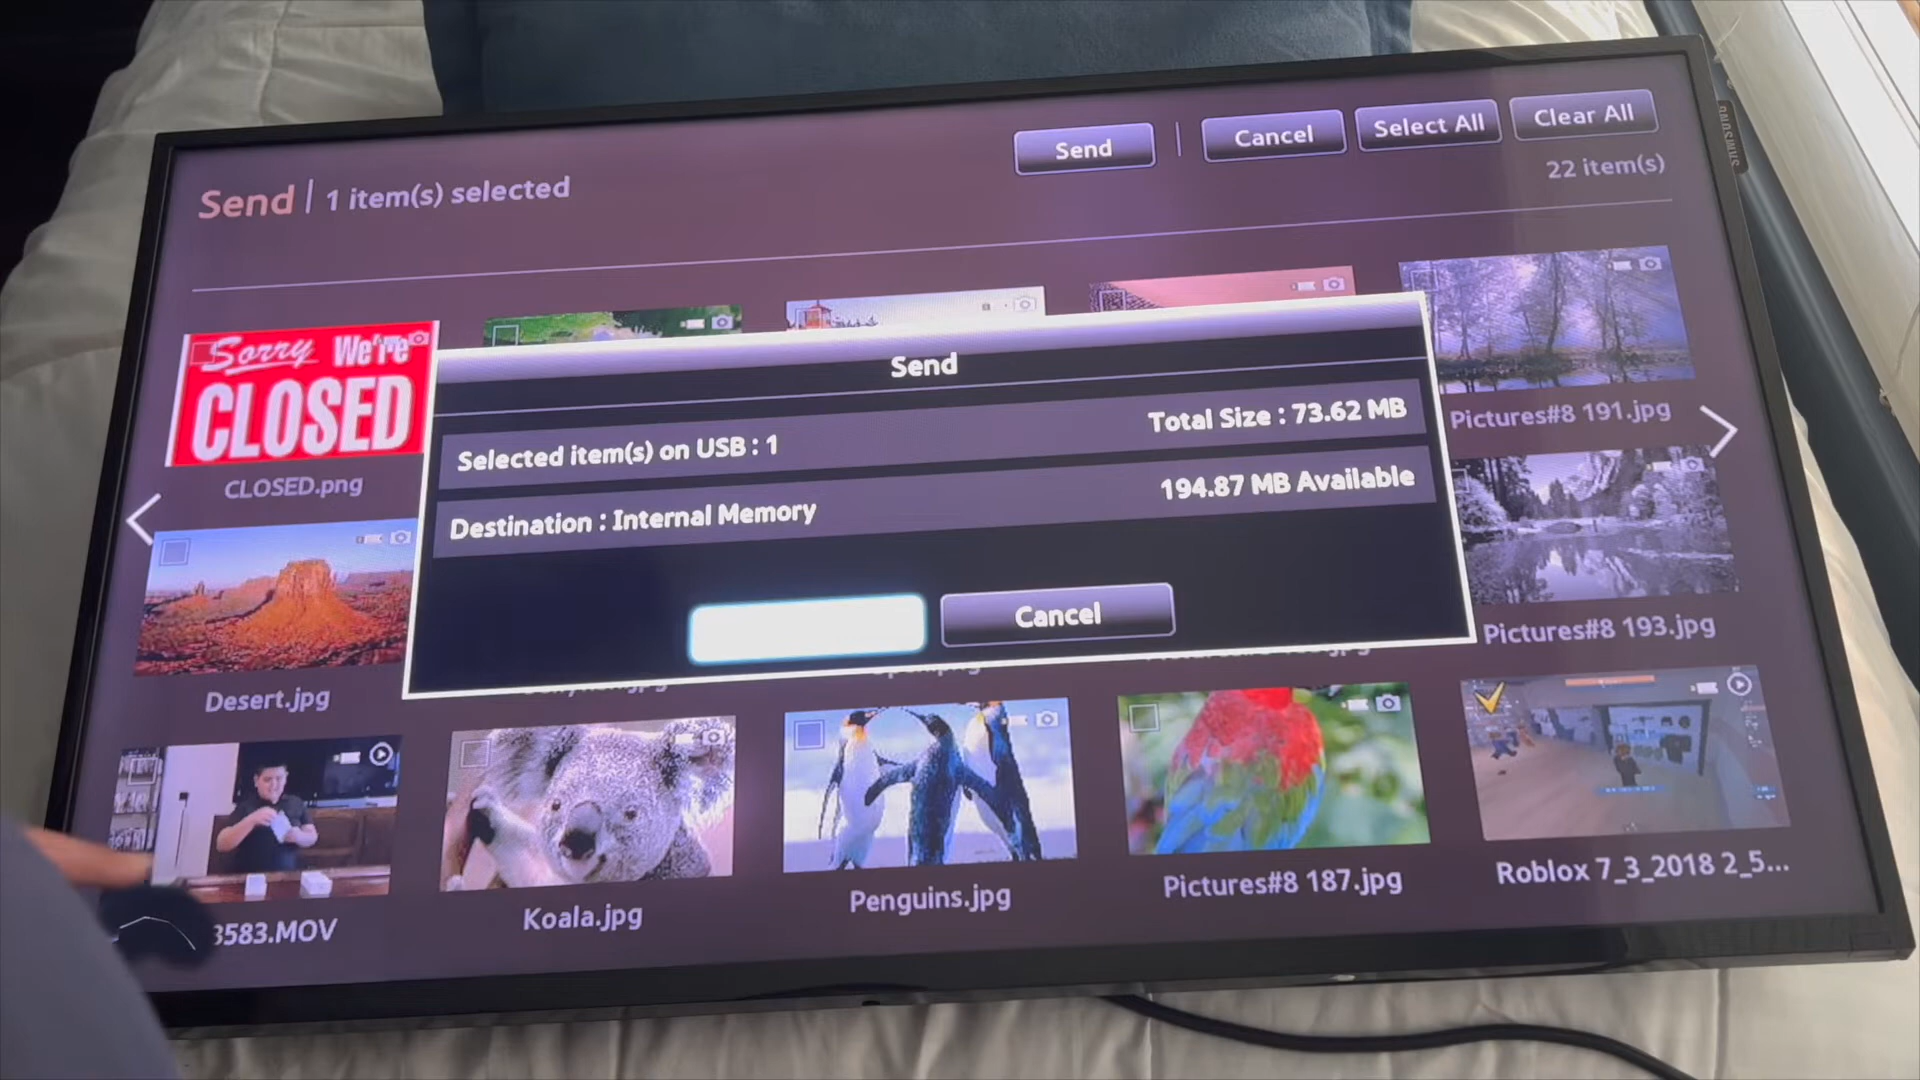 Send
Cancel
Select All
Clear All
Send | 1 item(s) selected
22 item(s)
Sorry We're
CLOSED
CLOSED.png
Pictures#8 191.jpg
Send
Selected item(s) on USB : 1
Total Size : 73.62 MB
Destination : Internal Memory
194.87 MB Available
Cancel
Desert.jpg
Pictures#8 193.jpg
3583.MOV
Koala.jpg
Penguins.jpg
Pictures#8 187.jpg
Roblox 7_3_2018 2_5...
SAMSUNG